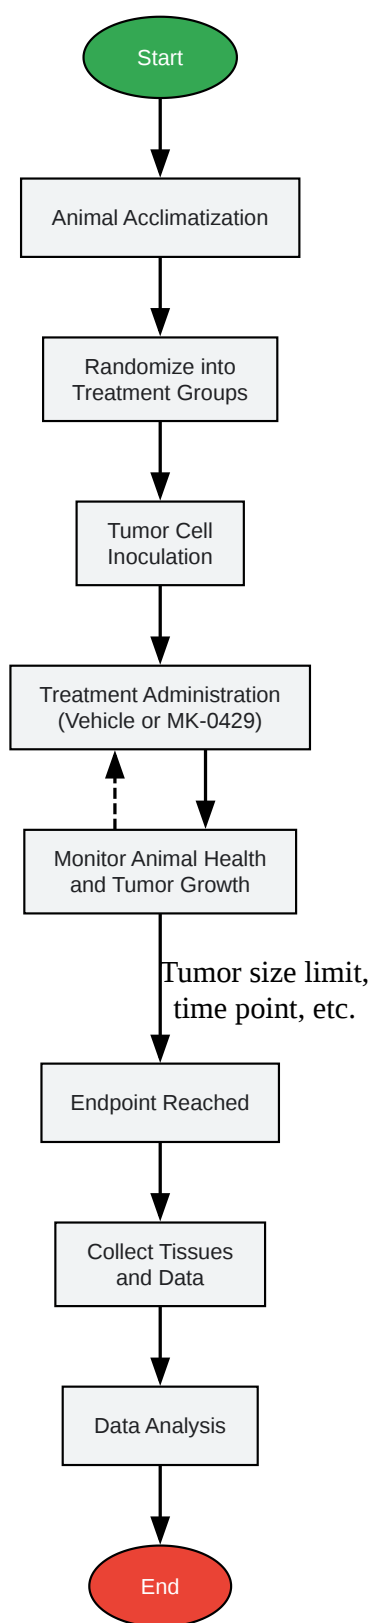 Start
Animal Acclimatization
Randomize into
Treatment Groups
Tumor Cell
Inoculation
Treatment Administration
(Vehicle or MK-0429)
Monitor Animal Health
and Tumor Growth
Tumor size limit,
time point, etc.
Endpoint Reached
Collect Tissues
and Data
Data Analysis
End